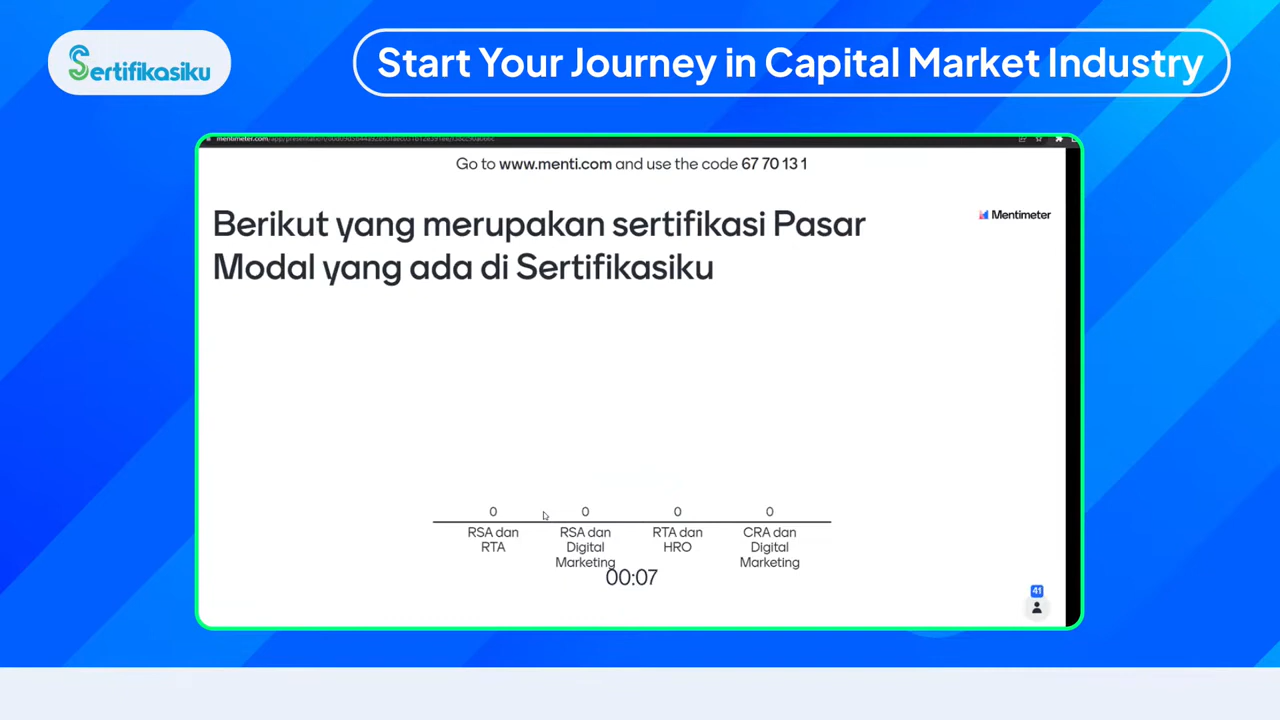 Sertifikasiku
Start Your Journey in Capital Market Industry
Go to www.menti.com and use the code 67 70 13 1
Berikut yang merupakan sertifikasi Pasar
Modal yang ada di Sertifikasiku
Mentimeter
0
0
0
0
RSA dan
RTA
RSA dan
Digital
Marketing
RTA dan
HRO
CRA dan
Digital
Marketing
00:07
41